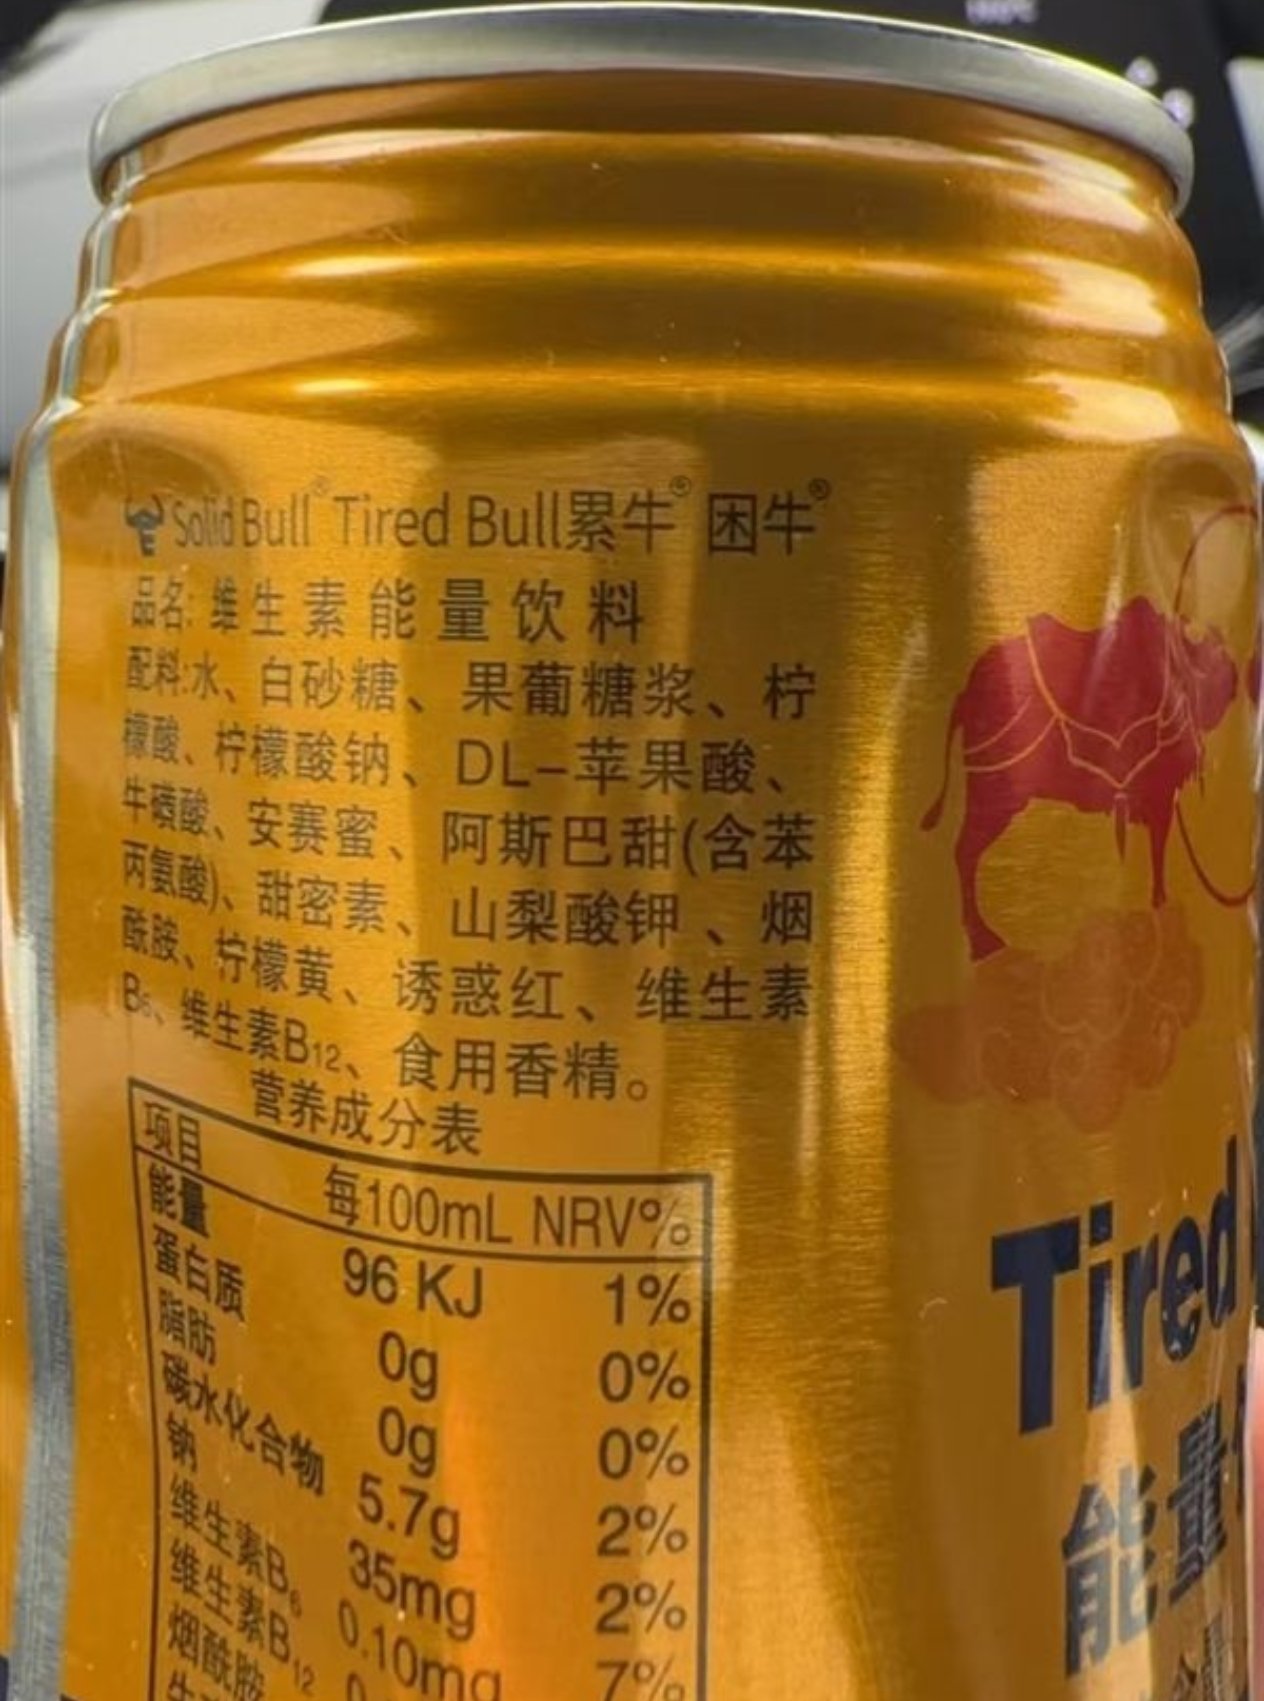 Solid Bull® Tired Bull累牛® 困牛®
品名: 维生素能量饮料
配料:水、白砂糖、果葡糖浆、柠
檬酸、柠檬酸钠、DL-苹果酸、
牛磺酸、安赛蜜、阿斯巴甜(含苯
丙氨酸)、甜密素、山梨酸钾、烟
酰胺、柠檬黄、诱惑红、维生素
B6、维生素B12、食用香精。
营养成分表
项目 每100mL NRV%
能量 96 KJ 1%
蛋白质 0g 0%
脂肪 0g 0%
碳水化合物 5.7g 2%
钠 35mg 2%
维生素B6 0.10mg 7%
维生素B12
烟酰胺
Tired
能量